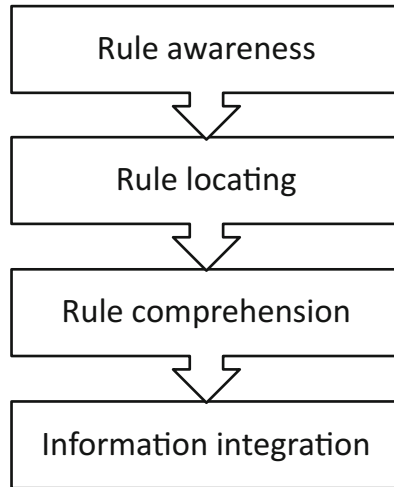 Rule awareness
Rule locating
Rule comprehension
Information integration